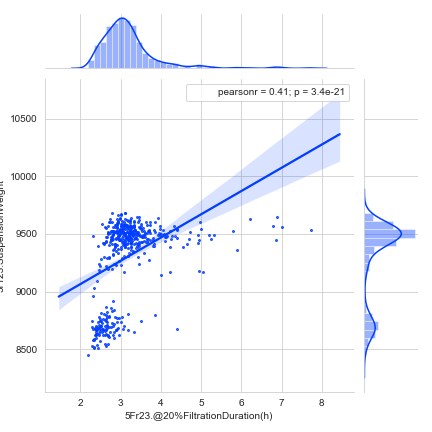 pearsonr = 0.41; p = 3.4e-21
10500
10000
9500
9000
8500
2 3 4 5 6 7 8
5Fr23.@20%FiltrationDuration(h)